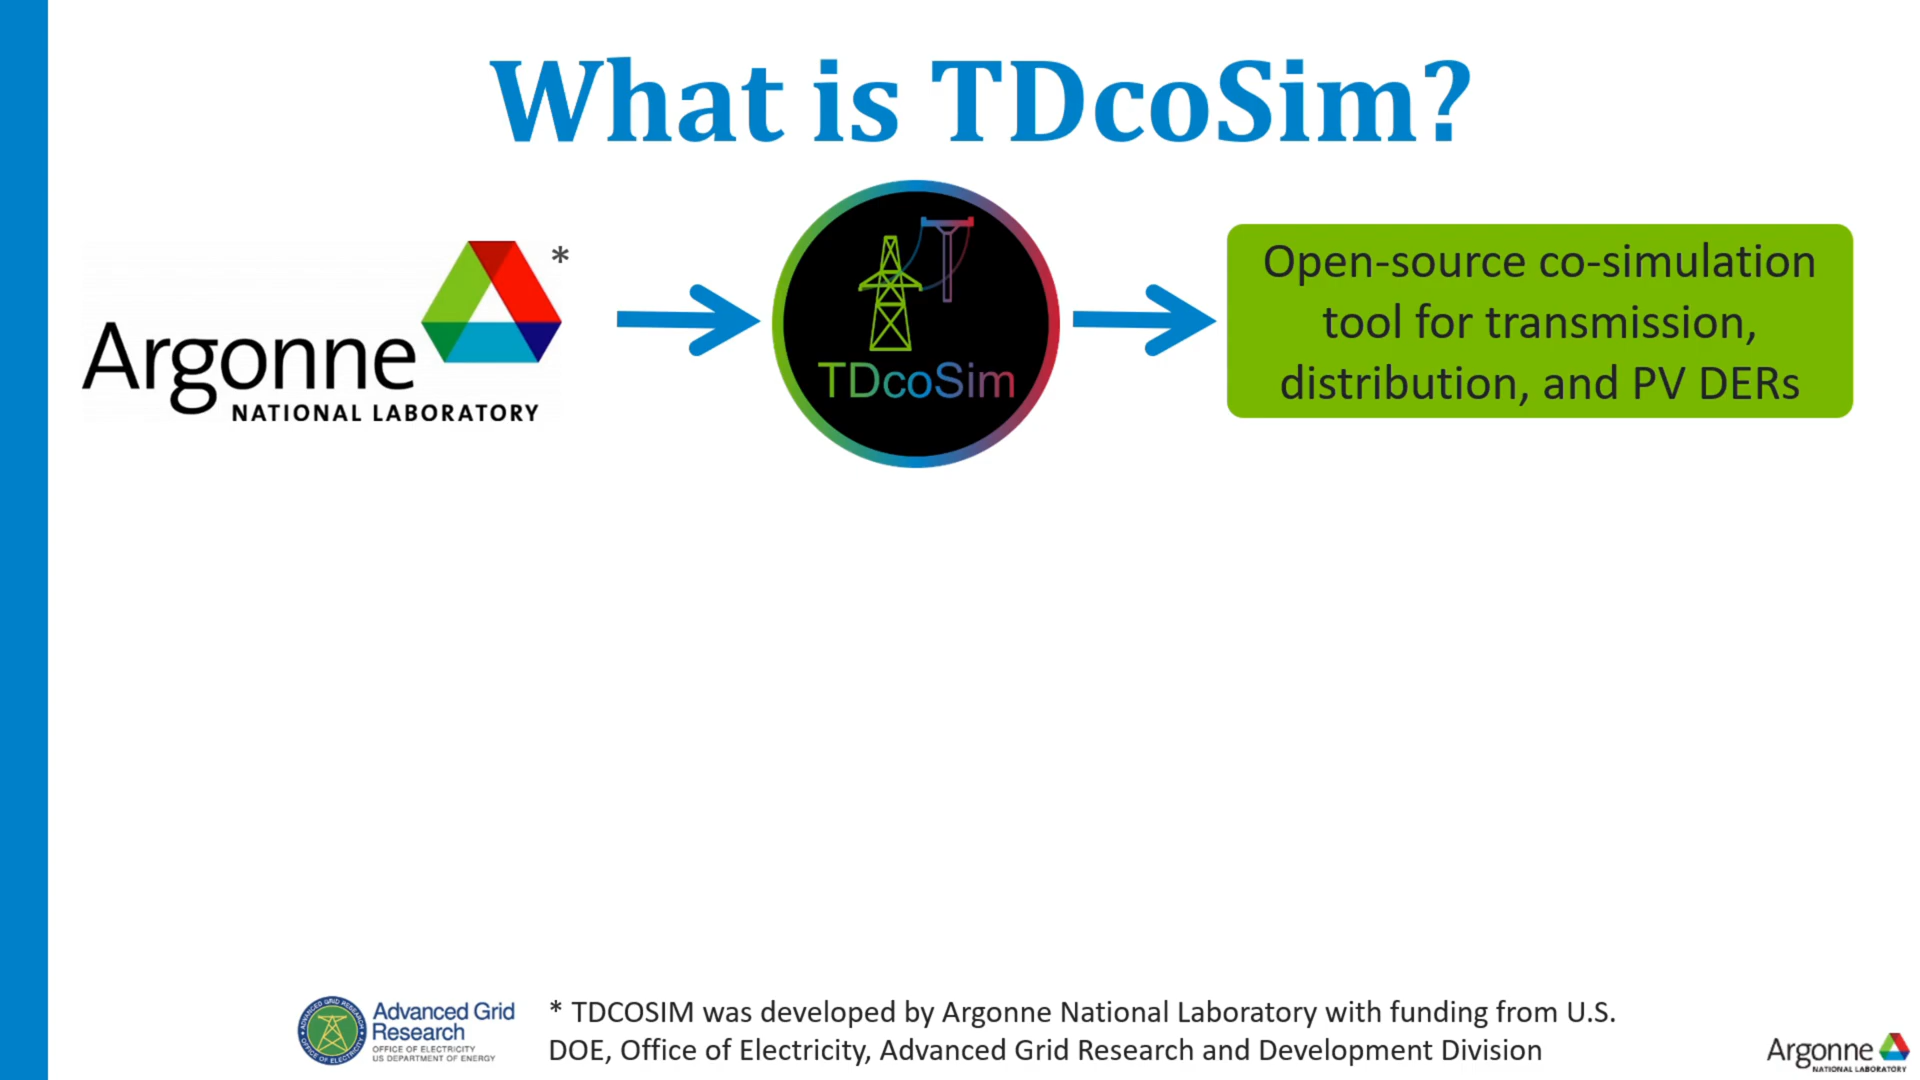 What is TDcoSim?
Argonne
NATIONAL LABORATORY
*
TDcoSim
Open-source co-simulation
tool for transmission,
distribution, and PV DERs
Advanced Grid
Research
OFFICE OF ELECTRICITY
US DEPARTMENT OF ENERGY
* TDCOSIM was developed by Argonne National Laboratory with funding from U.S.
DOE, Office of Electricity, Advanced Grid Research and Development Division
Argonne
NATIONAL LABORATORY